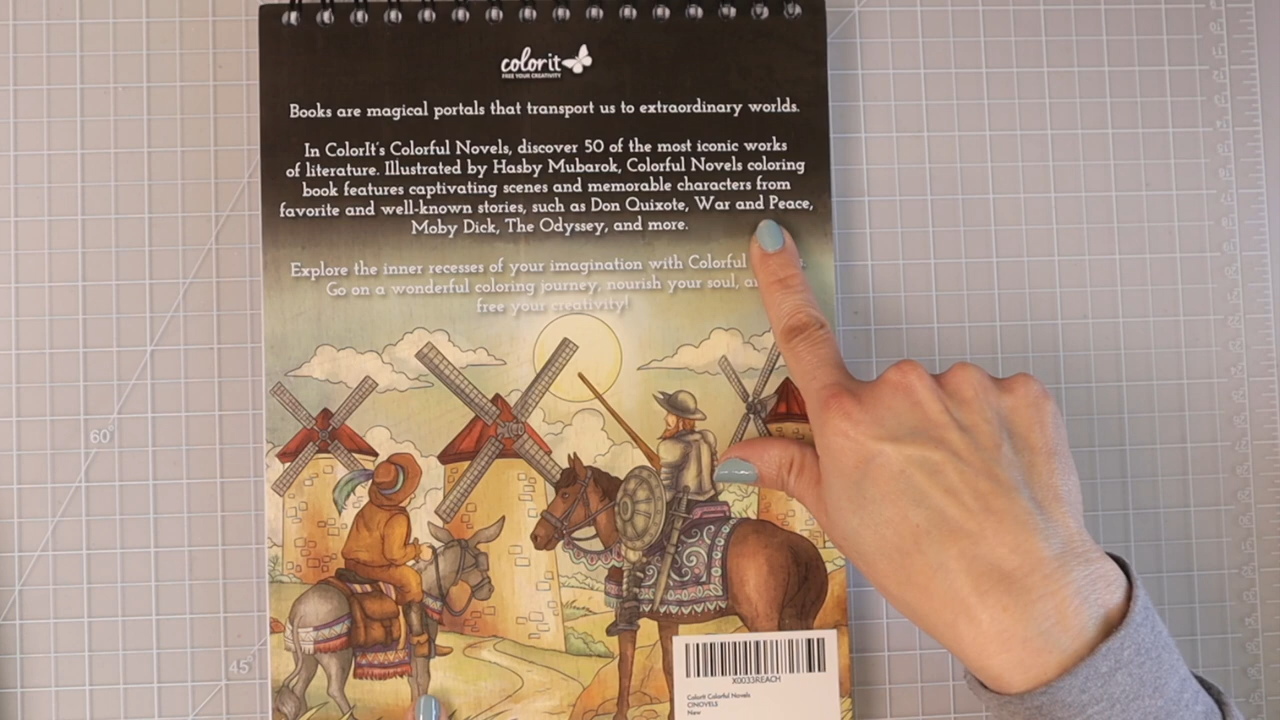 colorit
FREE YOUR CREATIVITY
Books are magical portals that transport us to extraordinary worlds.
In ColorIt's Colorful Novels, discover 50 of the most iconic works
of literature. Illustrated by Hasby Mubarok, Colorful Novels coloring
book features captivating scenes and memorable characters from
favorite and well-known stories, such as Don Quixote, War and Peace,
Moby Dick, The Odyssey, and more.
Explore the inner recesses of your imagination with Colorful
Go on a wonderful coloring journey, nourish your soul,
free your creativity!
60°
45°
X0033REACH
ColorIt Colorful Novels
CINOVELS
New